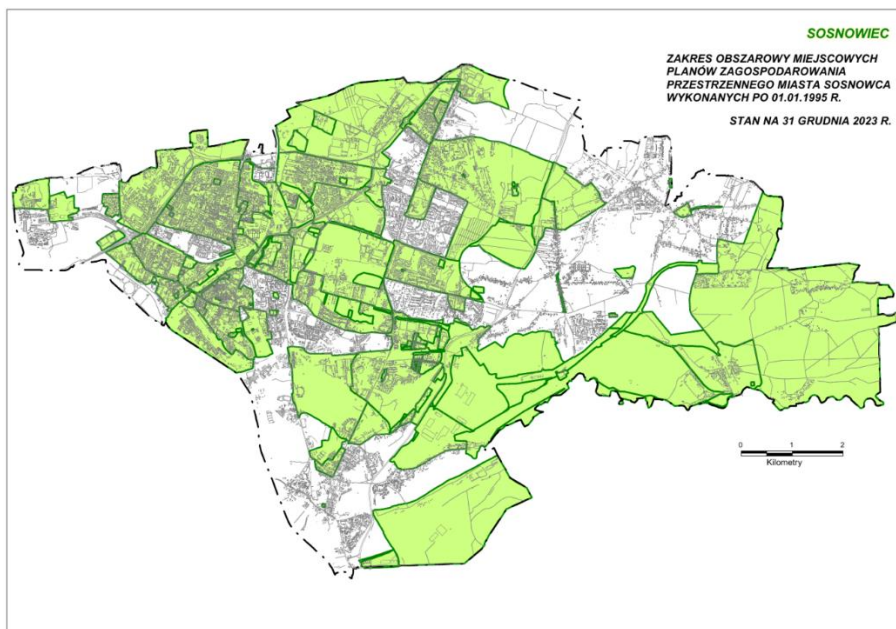 SOSNOWIEC
ZAKRES OBSZAROWY MIEJSCOWYCH
PLANÓW ZAGOSPODAROWANIA
PRZESTRZENNEGO MIASTA SOSNOWCA
WYKONANYCH PO 01.01.1995 R.
STAN NA 31 GRUDNIA 2023 R.
0 1 2
Kilometry